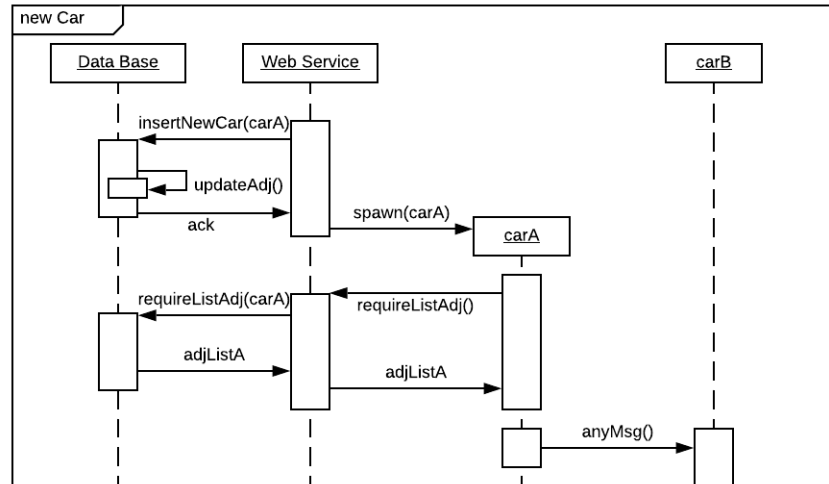 new Car
Data Base
Web Service
carB
insertNewCar(carA)
updateAdj()
ack
spawn(carA)
carA
requireListAdj(carA)
requireListAdj()
adjListA
adjListA
anyMsg()